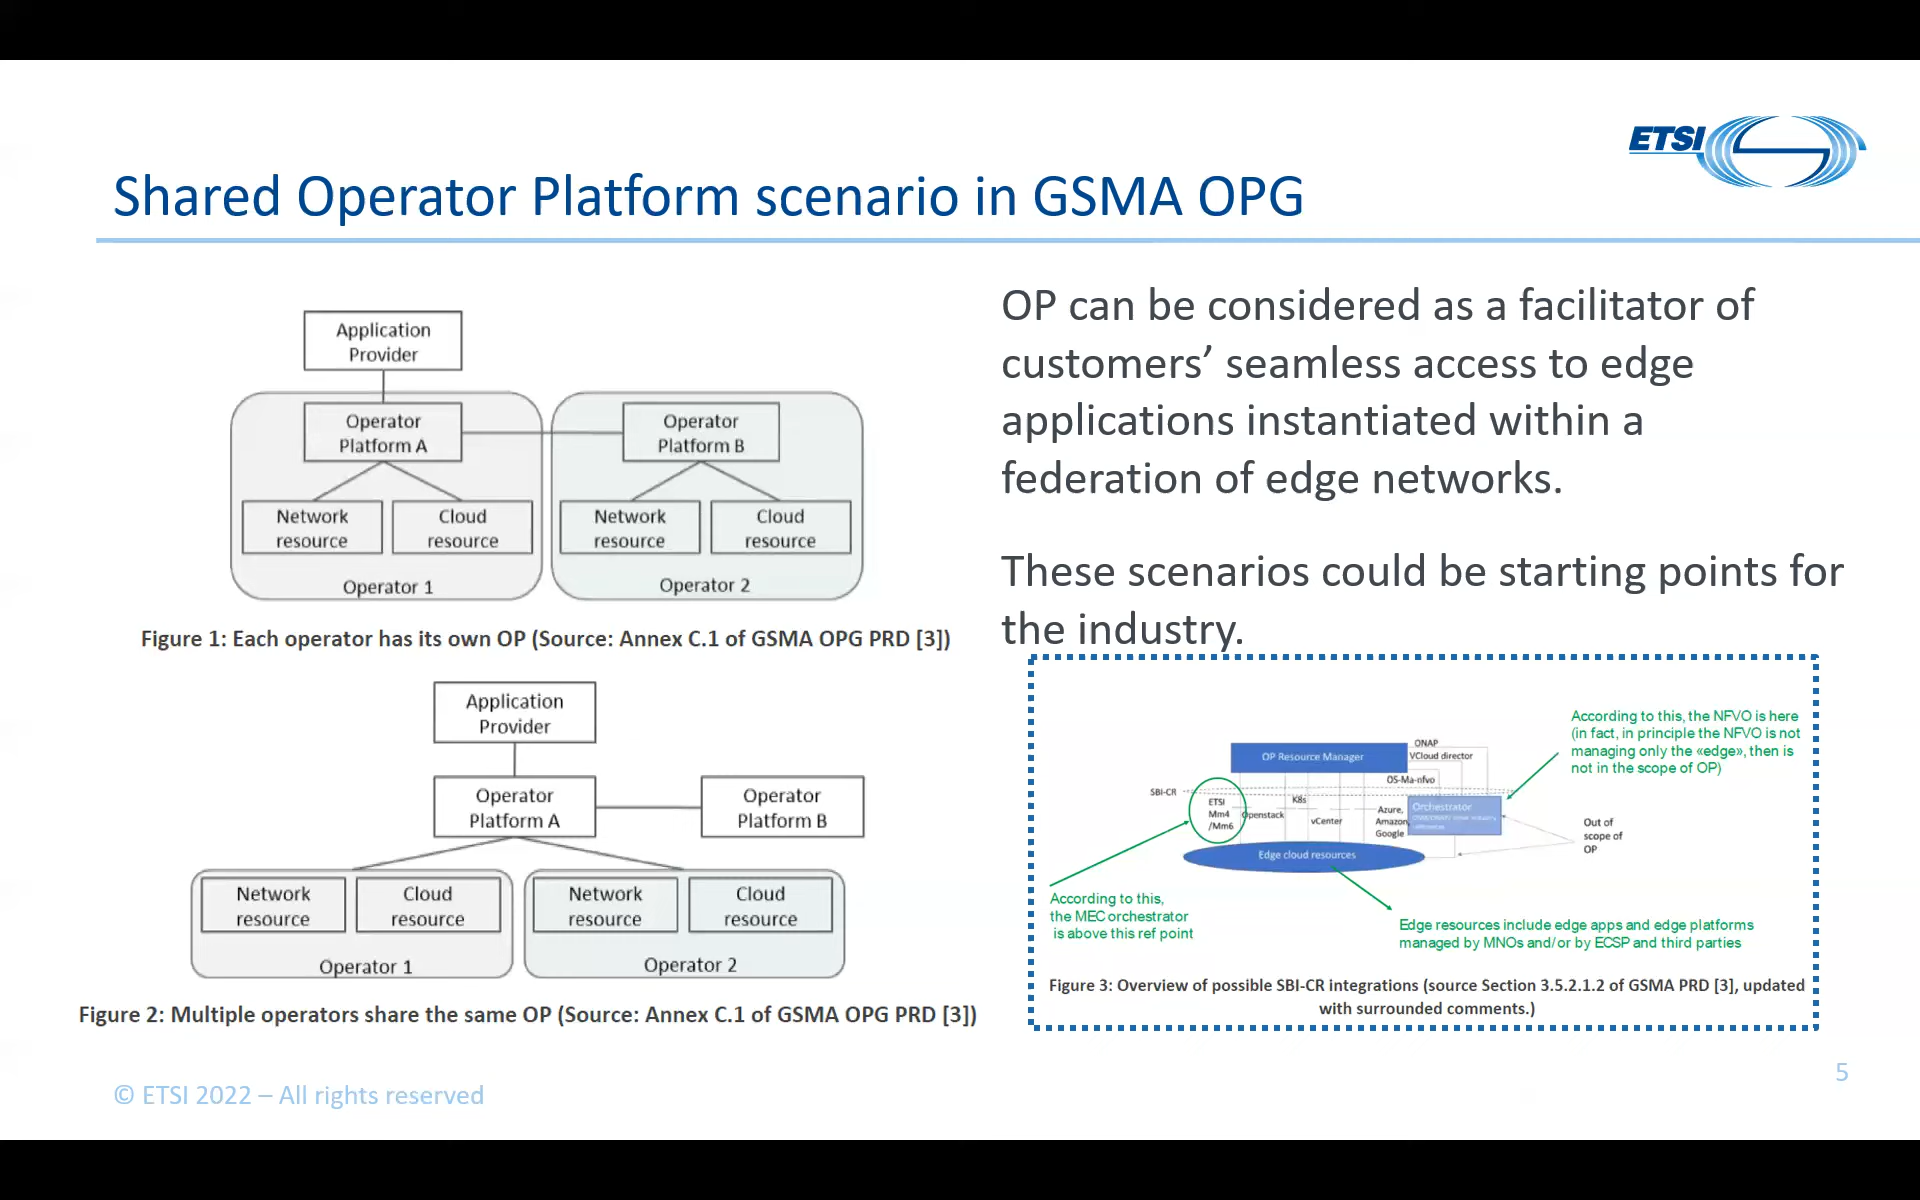 ETSI
Shared Operator Platform scenario in GSMA OPG
Application
Provider
Operator
Platform A
Operator
Platform B
Network
resource
Cloud
resource
Network
resource
Cloud
resource
Operator 1
Operator 2
Figure 1: Each operator has its own OP (Source: Annex C.1 of GSMA OPG PRD [3])
Application
Provider
Operator
Platform A
Operator
Platform B
Network
resource
Cloud
resource
Network
resource
Cloud
resource
Operator 1
Operator 2
Figure 2: Multiple operators share the same OP (Source: Annex C.1 of GSMA OPG PRD [3])
OP can be considered as a facilitator of
customers’ seamless access to edge
applications instantiated within a
federation of edge networks.
These scenarios could be starting points for
the industry.
According to this, the NFVO is here
(in fact, in principle the NFVO is not
managing only the «edge», then is
not in the scope of OP)
OP Resource Manager
ONAP
VCloud director
OS-Ma-nfvo
SBI-CR
ETSI
Mm4
/Mm6
Openstack
K8s
vCenter
Azure,
Amazon,
Google
Orchestrator
Out of
scope of
OP
Edge cloud resources
According to this,
the MEC orchestrator
is above this ref point
Edge resources include edge apps and edge platforms
managed by MNOs and/or by ECSP and third parties
Figure 3: Overview of possible SBI-CR integrations (source Section 3.5.2.1.2 of GSMA PRD [3], updated
with surrounded comments.)
© ETSI 2022 – All rights reserved
5